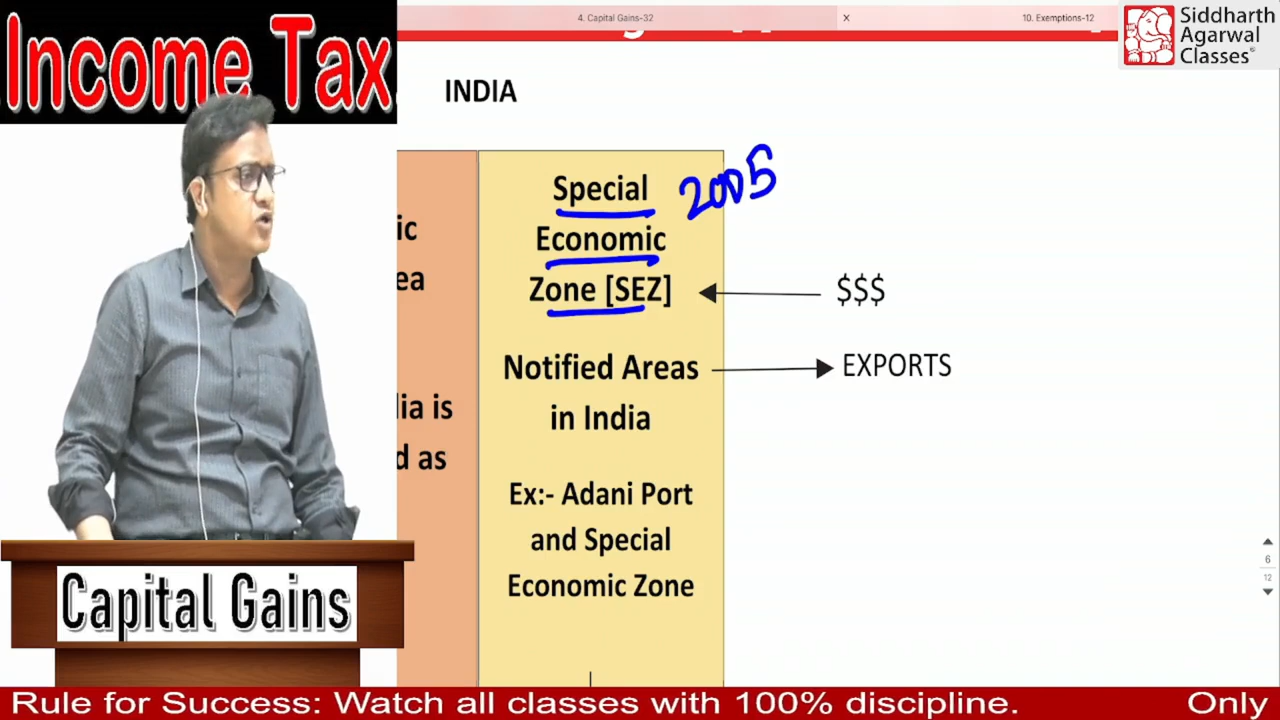 4. Capital Gains-32
X
10. Exemptions-12
Siddharth
Agarwal
Classes
Income Tax
INDIA
Special
2005
Economic
Zone [SEZ]
$$$
Notified Areas
EXPORTS
in India
Ex:- Adani Port
and Special
Economic Zone
ic
ea
lia is
d as
6
12
Capital Gains
Rule for Success: Watch all classes with 100% discipline. Only